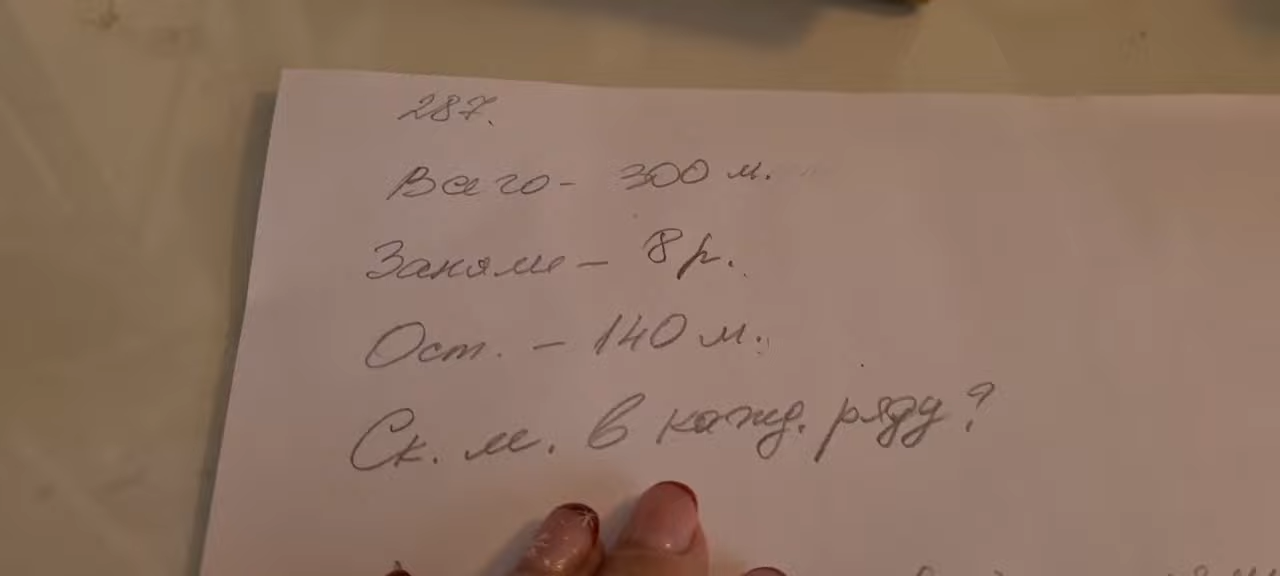 287.
Всего - 300 м.
Заняли - 8 р.
Ост. - 140 м.
Ск. м. в кажд. ряду?